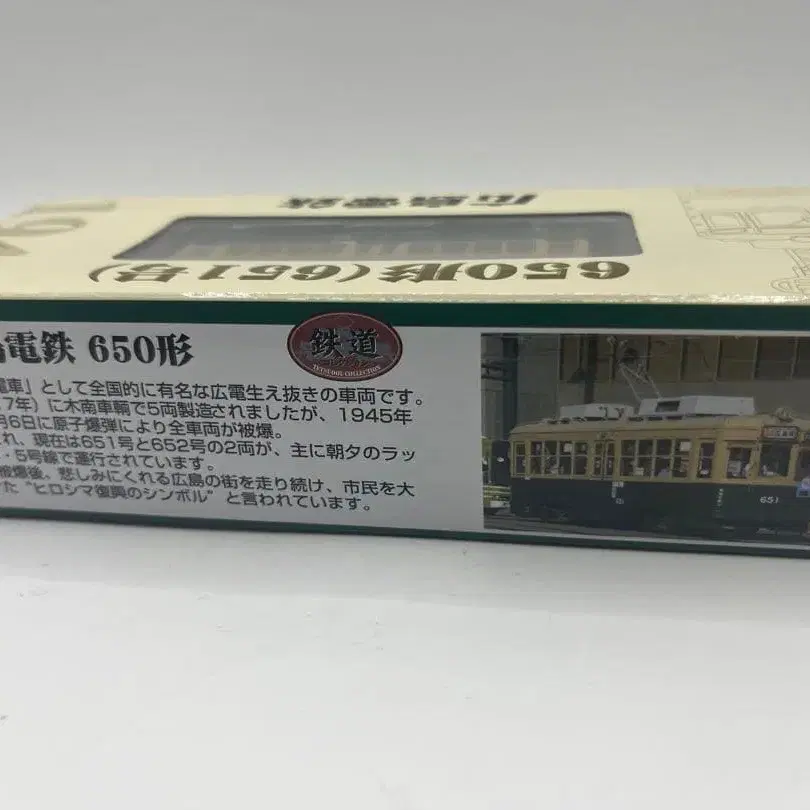 広島電鉄
650形(651号)
電鉄 650形
鉄道
コレクション
TETSUDOU COLLECTION
電車」として全国的に有名な広電生え抜きの車両です。
7年)に木南車輌で5両製造されましたが、1945年
月6日に原子爆弾により全車両が被爆。
れ、現在は651号と652号の2両が、主に朝夕のラッ
・5号線で運行されています。
被爆後、悲しみにくれる広島の街を走り続け、市民を大
た"ヒロシマ復興のシンボル"と言われています。
651